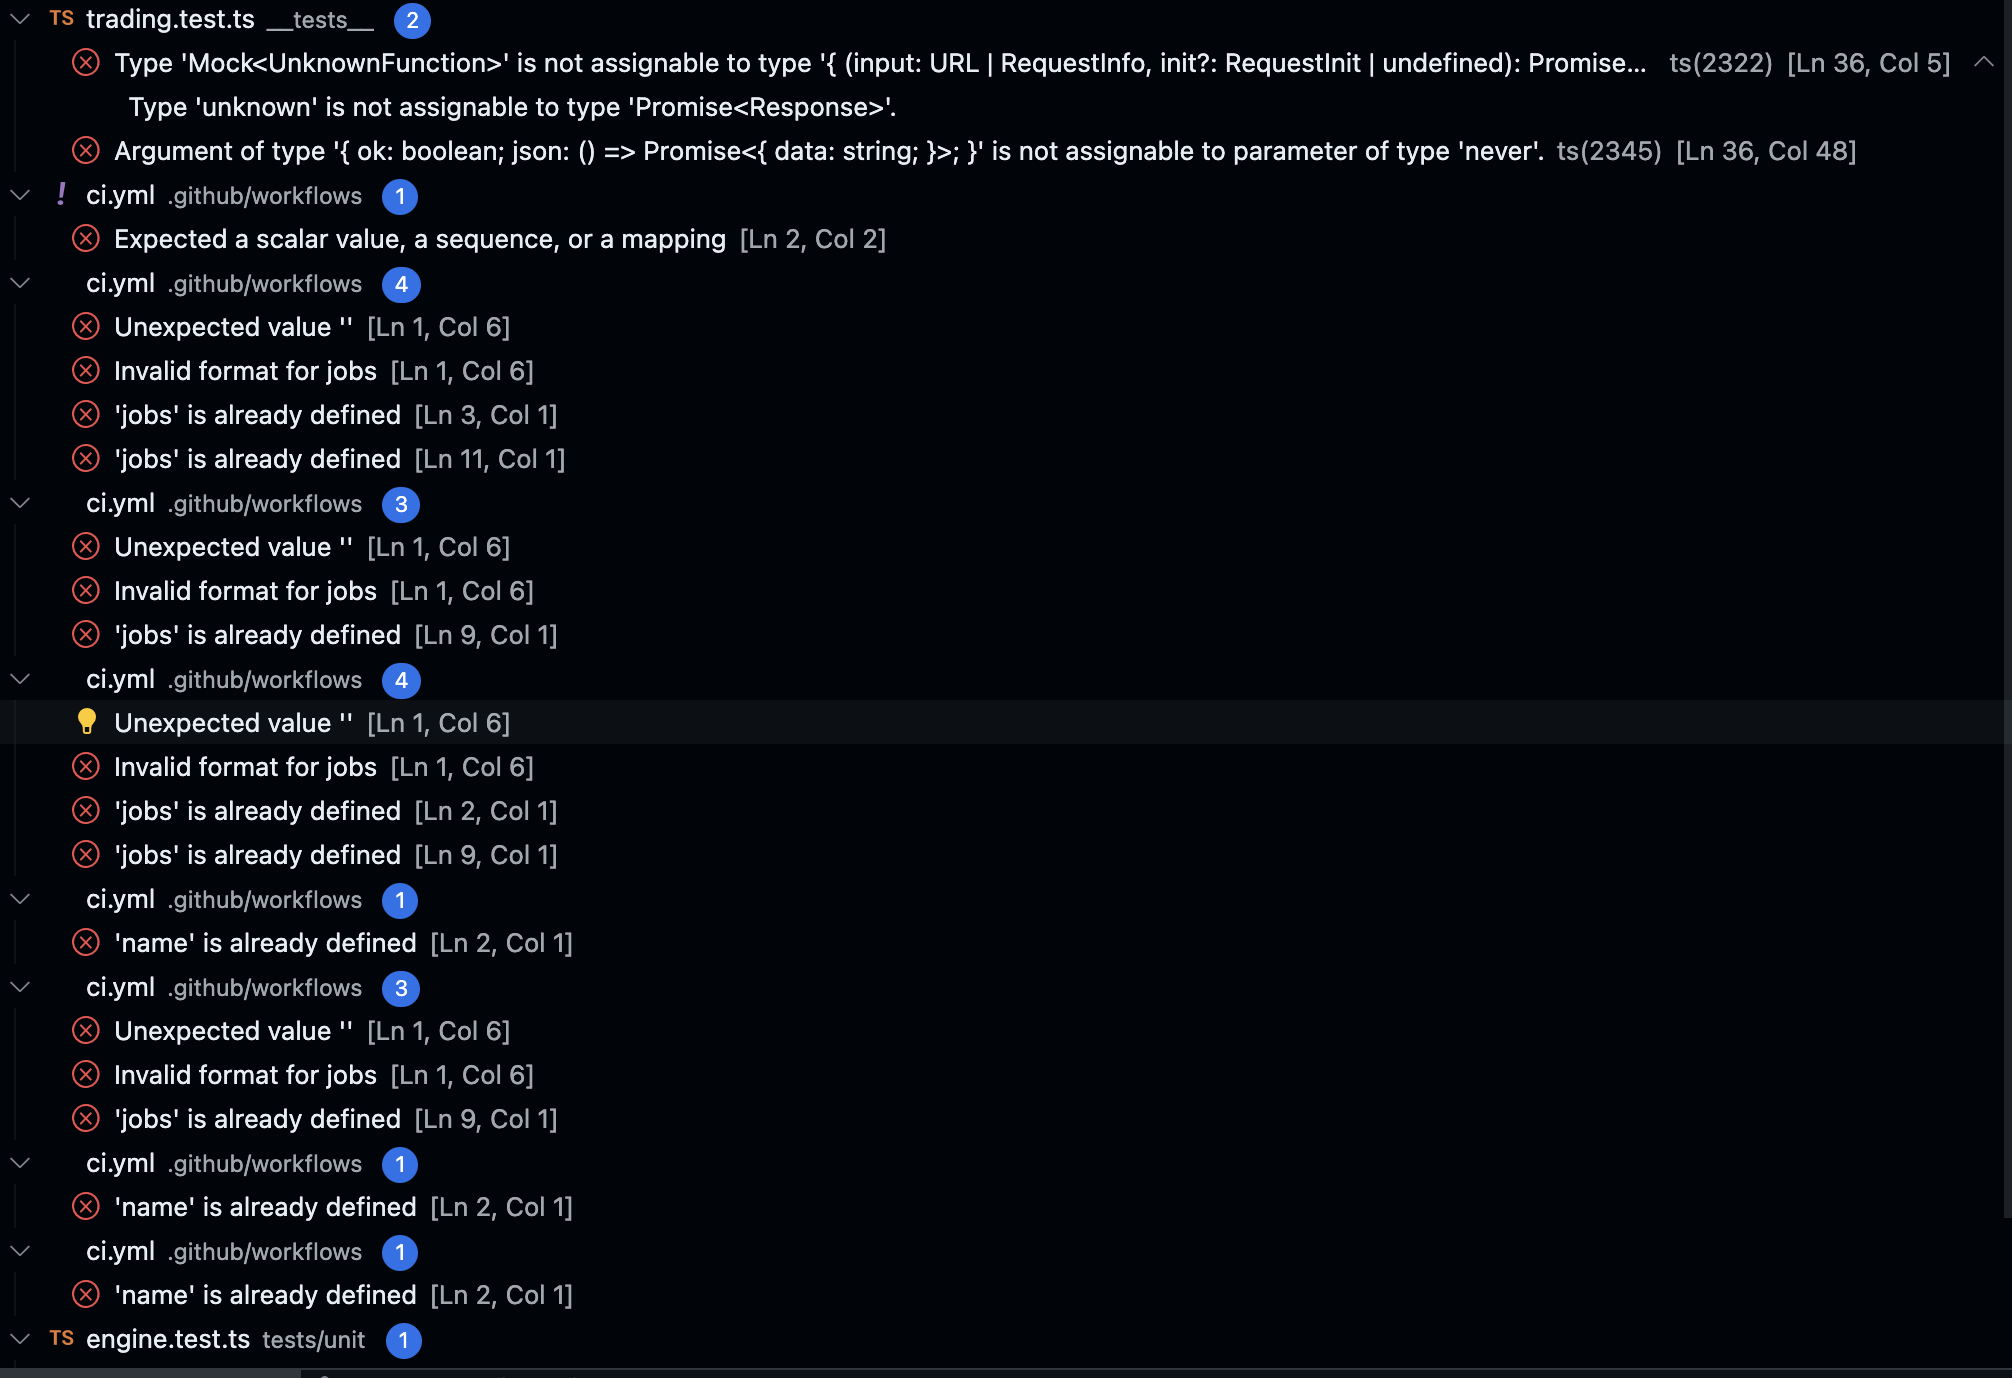 TS trading.test.ts __tests__ 2
Type 'Mock<UnknownFunction>' is not assignable to type '{ (input: URL | RequestInfo, init?: RequestInit | undefined): Promise... ts(2322) [Ln 36, Col 5]
Type 'unknown' is not assignable to type 'Promise<Response>'.
Argument of type '{ ok: boolean; json: () => Promise<{ data: string; }>; }' is not assignable to parameter of type 'never'. ts(2345) [Ln 36, Col 48]
! ci.yml .github/workflows 1
Expected a scalar value, a sequence, or a mapping [Ln 2, Col 2]
ci.yml .github/workflows 4
Unexpected value '' [Ln 1, Col 6]
Invalid format for jobs [Ln 1, Col 6]
'jobs' is already defined [Ln 3, Col 1]
'jobs' is already defined [Ln 11, Col 1]
ci.yml .github/workflows 3
Unexpected value '' [Ln 1, Col 6]
Invalid format for jobs [Ln 1, Col 6]
'jobs' is already defined [Ln 9, Col 1]
ci.yml .github/workflows 4
Unexpected value '' [Ln 1, Col 6]
Invalid format for jobs [Ln 1, Col 6]
'jobs' is already defined [Ln 2, Col 1]
'jobs' is already defined [Ln 9, Col 1]
ci.yml .github/workflows 1
'name' is already defined [Ln 2, Col 1]
ci.yml .github/workflows 3
Unexpected value '' [Ln 1, Col 6]
Invalid format for jobs [Ln 1, Col 6]
'jobs' is already defined [Ln 9, Col 1]
ci.yml .github/workflows 1
'name' is already defined [Ln 2, Col 1]
ci.yml .github/workflows 1
'name' is already defined [Ln 2, Col 1]
TS engine.test.ts tests/unit 1